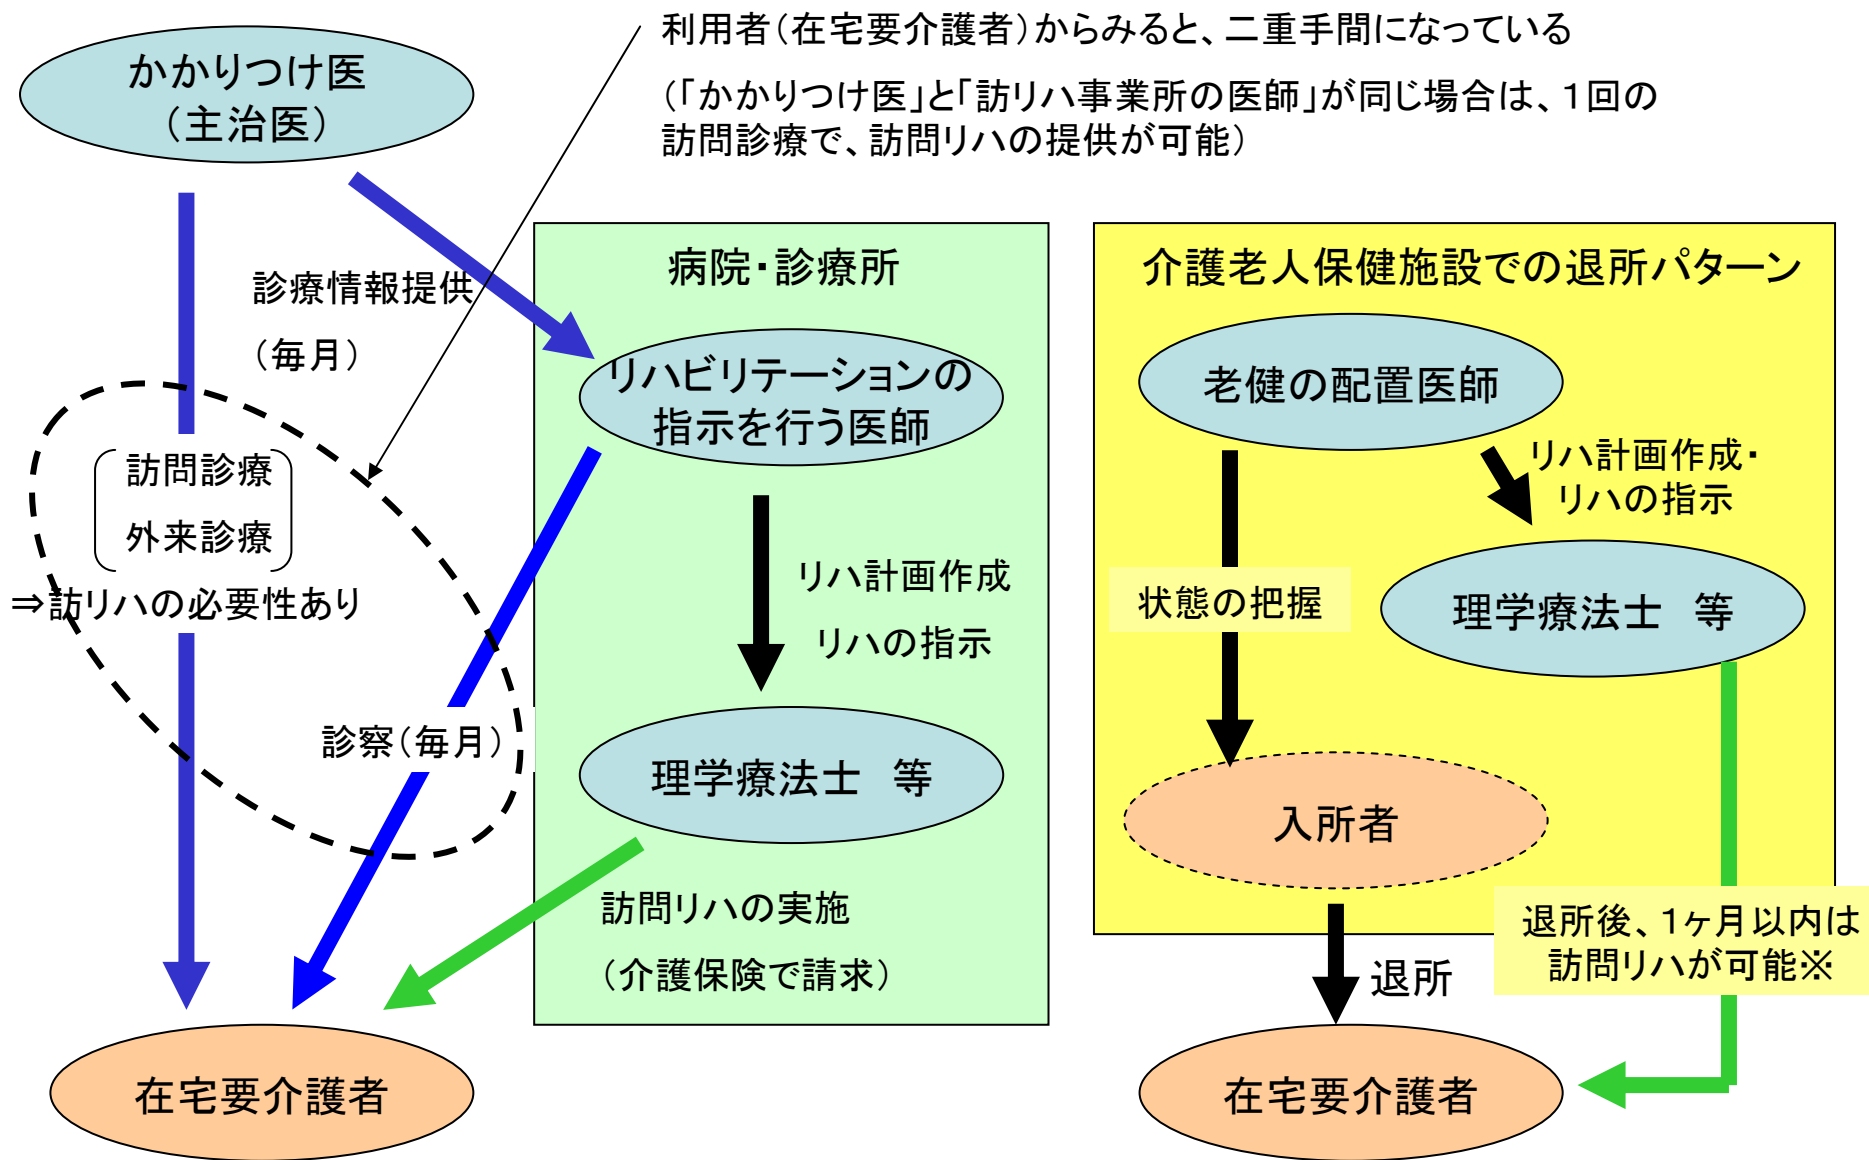 利用者（在宅要介護者）からみると、二重手間になっている
（「かかりつけ医」と「訪リハ事業所の医師」が同じ場合は、１回の
訪問診療で、訪問リハの提供が可能）
かかりつけ医
（主治医）
診療情報提供
（毎月）
訪問診療
外来診療
⇒訪リハの必要性あり
診察（毎月）
在宅要介護者
病院・診療所
リハビリテーションの
指示を行う医師
リハ計画作成
リハの指示
理学療法士　等
訪問リハの実施
（介護保険で請求）
介護老人保健施設での退所パターン
老健の配置医師
リハ計画作成・
リハの指示
状態の把握
理学療法士　等
入所者
退所後、１ヶ月以内は
訪問リハが可能※
退所
在宅要介護者